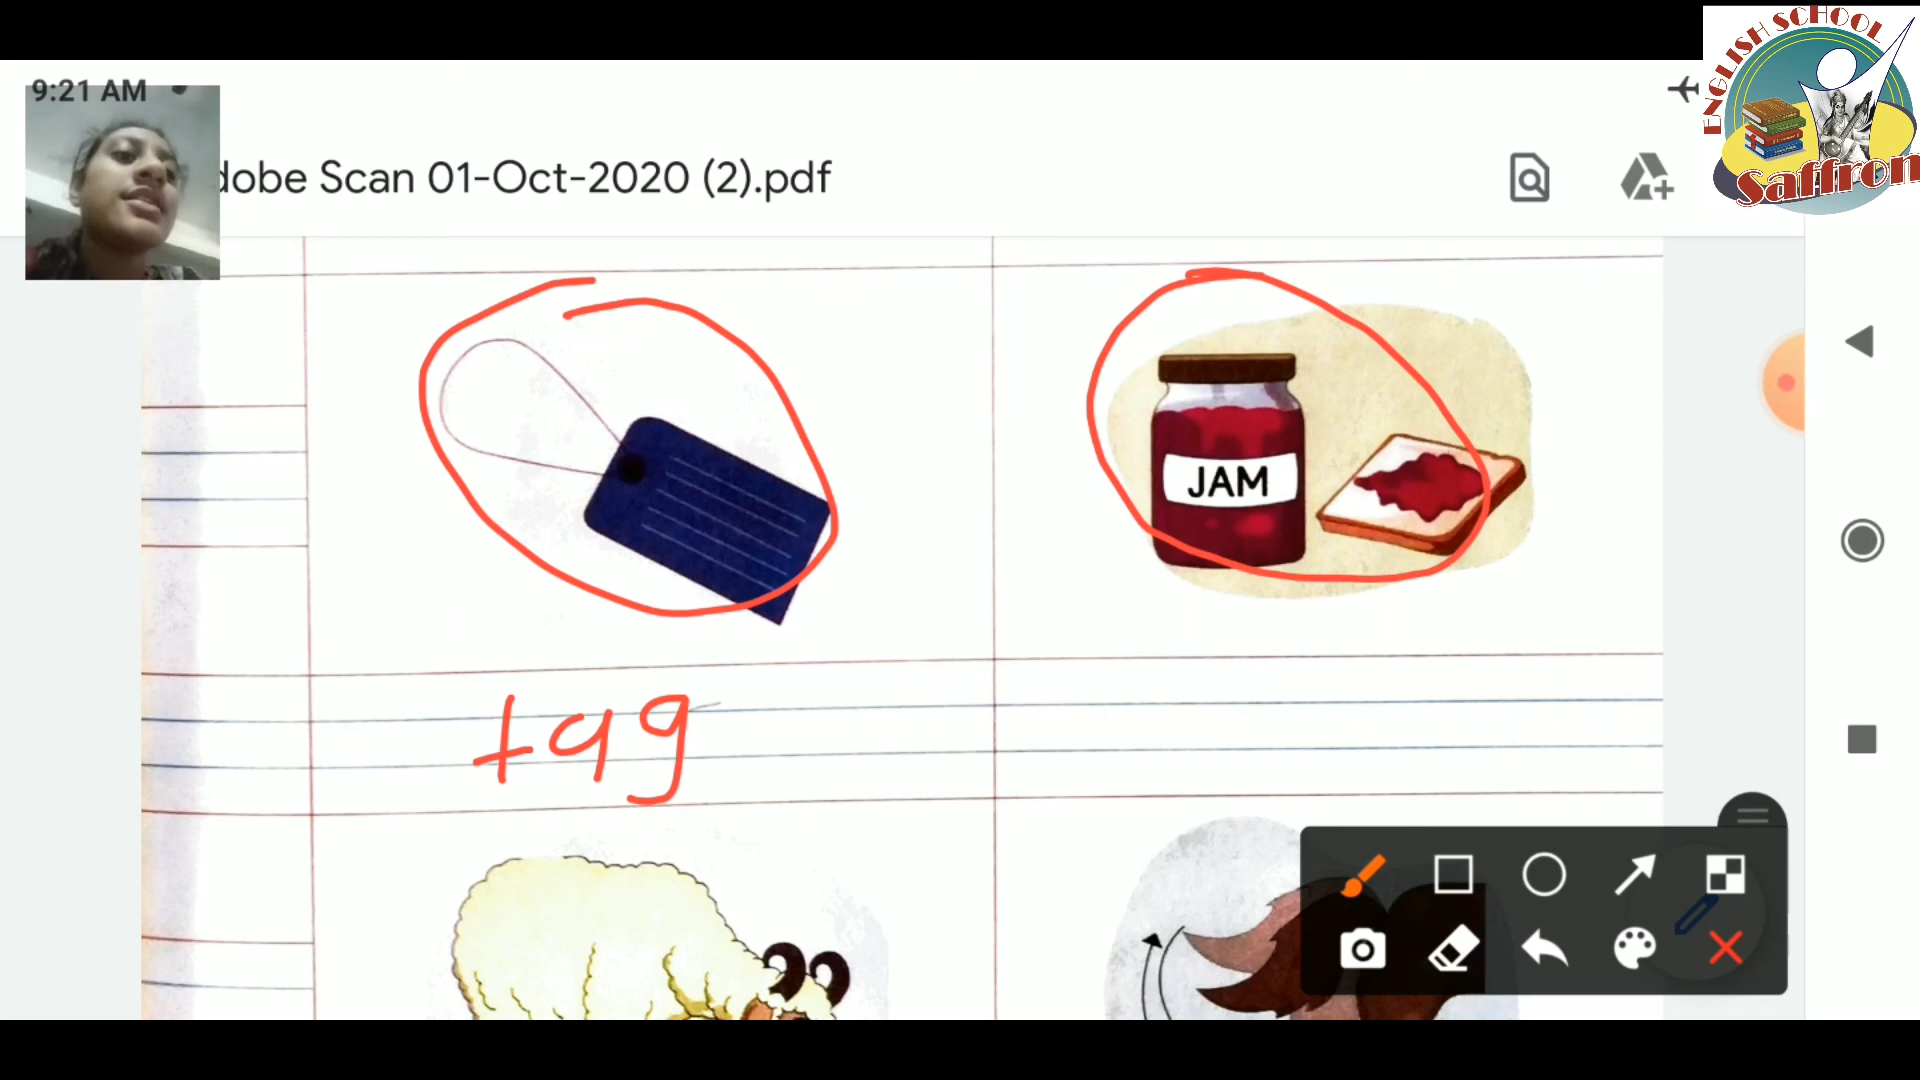 9:21 AM
dobe Scan 01-Oct-2020 (2).pdf
ENGLISH SCHOOL
Saffron
JAM
tag